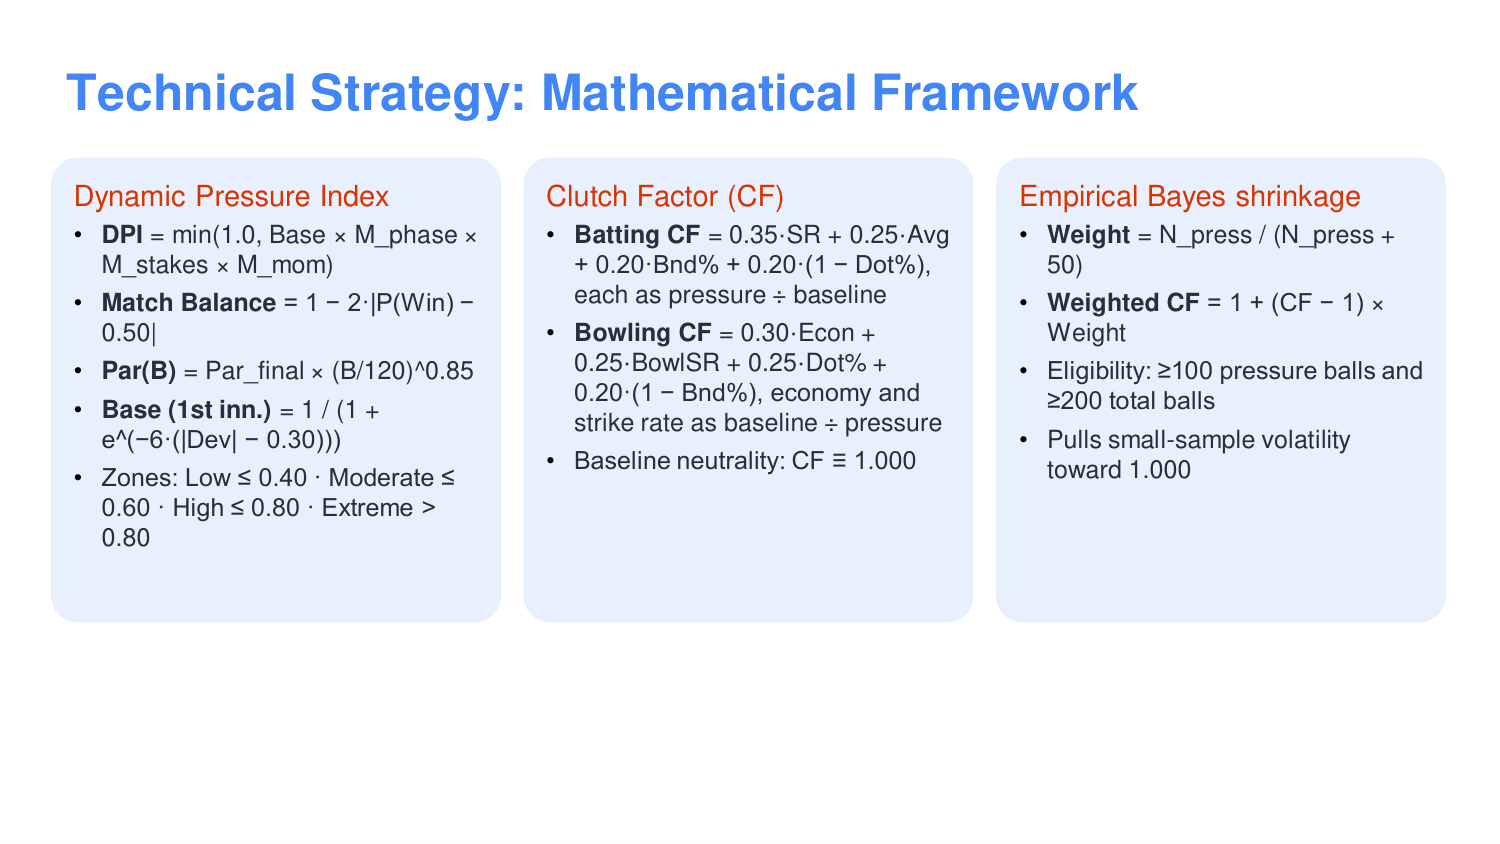 Technical Strategy: Mathematical Framework
Dynamic Pressure Index
• DPI = min(1.0, Base × M_phase ×
M_stakes × M_mom)
• Match Balance = 1 − 2·|P(Win) −
0.50|
• Par(B) = Par_final × (B/120)^0.85
• Base (1st inn.) = 1 / (1 +
e^(−6·(|Dev| − 0.30)))
• Zones: Low ≤ 0.40 · Moderate ≤
0.60 · High ≤ 0.80 · Extreme >
0.80
Clutch Factor (CF)
• Batting CF = 0.35·SR + 0.25·Avg
+ 0.20·Bnd% + 0.20·(1 − Dot%),
each as pressure ÷ baseline
• Bowling CF = 0.30·Econ +
0.25·BowlSR + 0.25·Dot% +
0.20·(1 − Bnd%), economy and
strike rate as baseline ÷ pressure
• Baseline neutrality: CF ≡ 1.000
Empirical Bayes shrinkage
• Weight = N_press / (N_press +
50)
• Weighted CF = 1 + (CF − 1) ×
Weight
• Eligibility: ≥100 pressure balls and
≥200 total balls
• Pulls small-sample volatility
toward 1.000